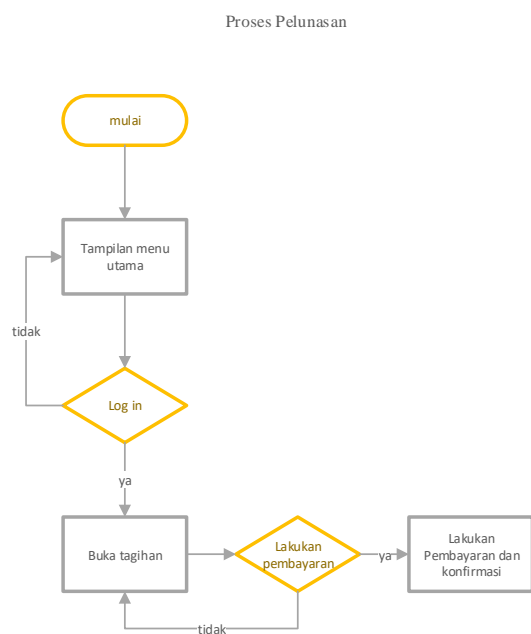 Proses Pelunasan
mulai
Tampilan menu
utama
tidak
Log in
ya
Buka tagihan
Lakukan
pembayaran
ya
Lakukan
Pembayaran dan
konfirmasi
tidak